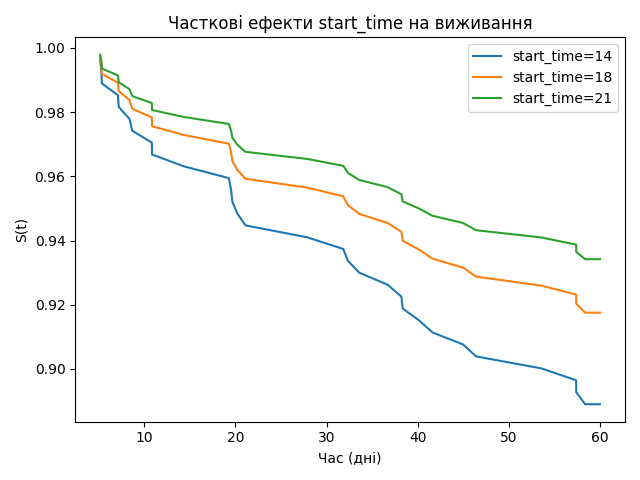 Часткові ефекти start_time на виживання
start_time=14
start_time=18
start_time=21
1.00
0.98
0.96
0.94
0.92
0.90
S(t)
10
20
30
40
50
60
Час (дні)